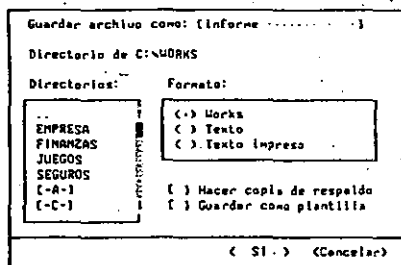 Guardar archivo como: [Informe ·········]
Directorio de C:\WORKS
Directorios: Formato:
..
EMPRESA
FINANZAS
JUEGOS
SEGUROS
[-A-]
[-C-]
(·) Works
( ) Texto
( ) Texto impreso
[ ] Hacer copia de respaldo
[ ] Guardar como plantilla
< Sí > <Cancelar>